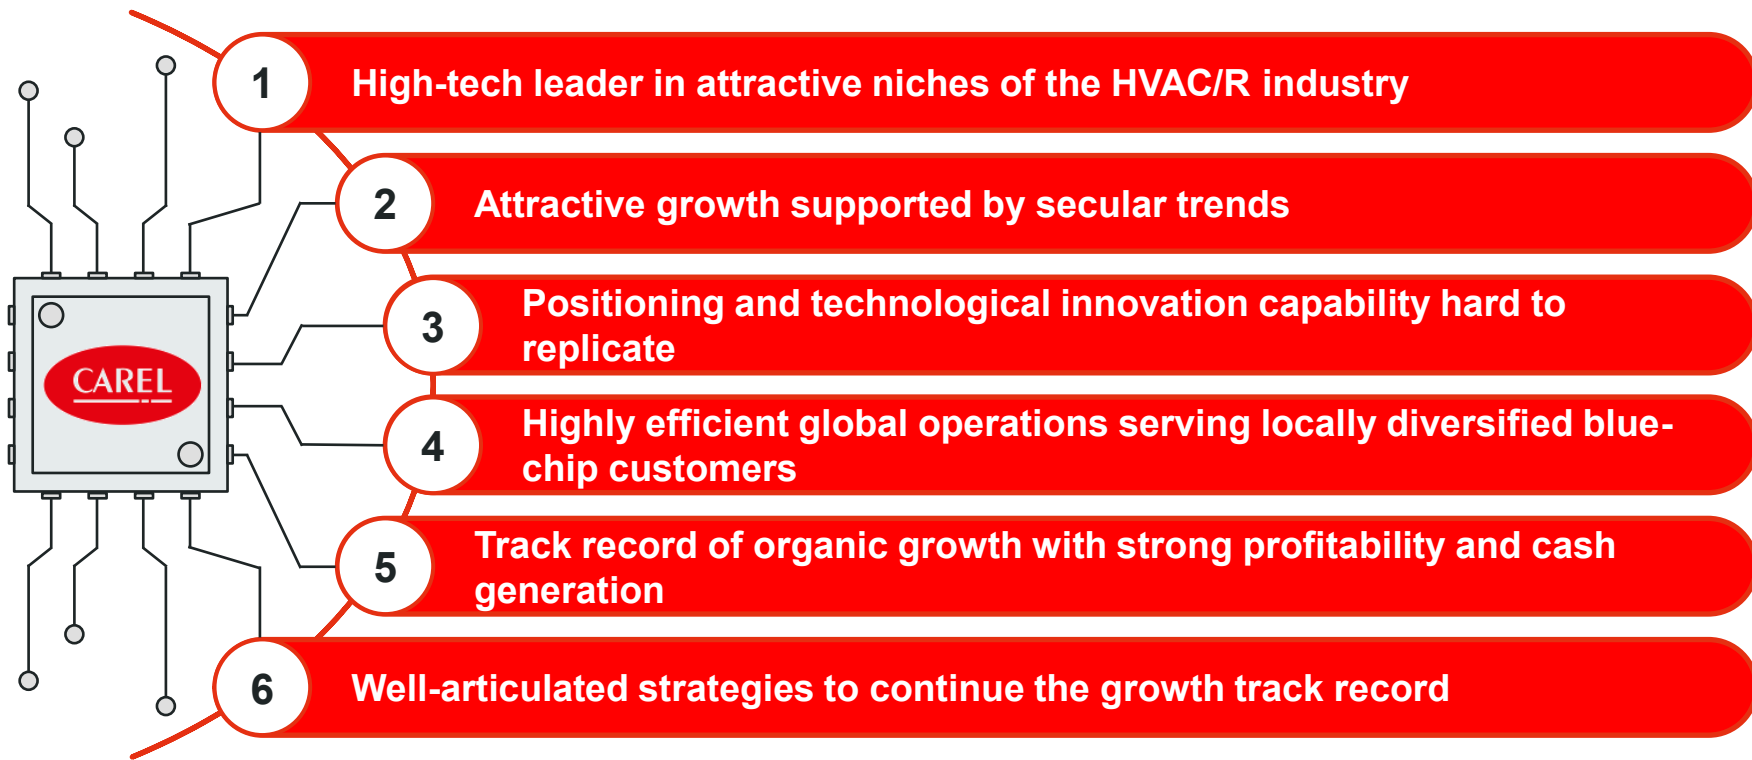 1
High-tech leader in attractive niches of the HVAC/R industry
2
Attractive growth supported by secular trends
3
Positioning and technological innovation capability hard to
replicate
CAREL
4
Highly efficient global operations serving locally diversified blue-
chip customers
5
Track record of organic growth with strong profitability and cash
generation
6
Well-articulated strategies to continue the growth track record